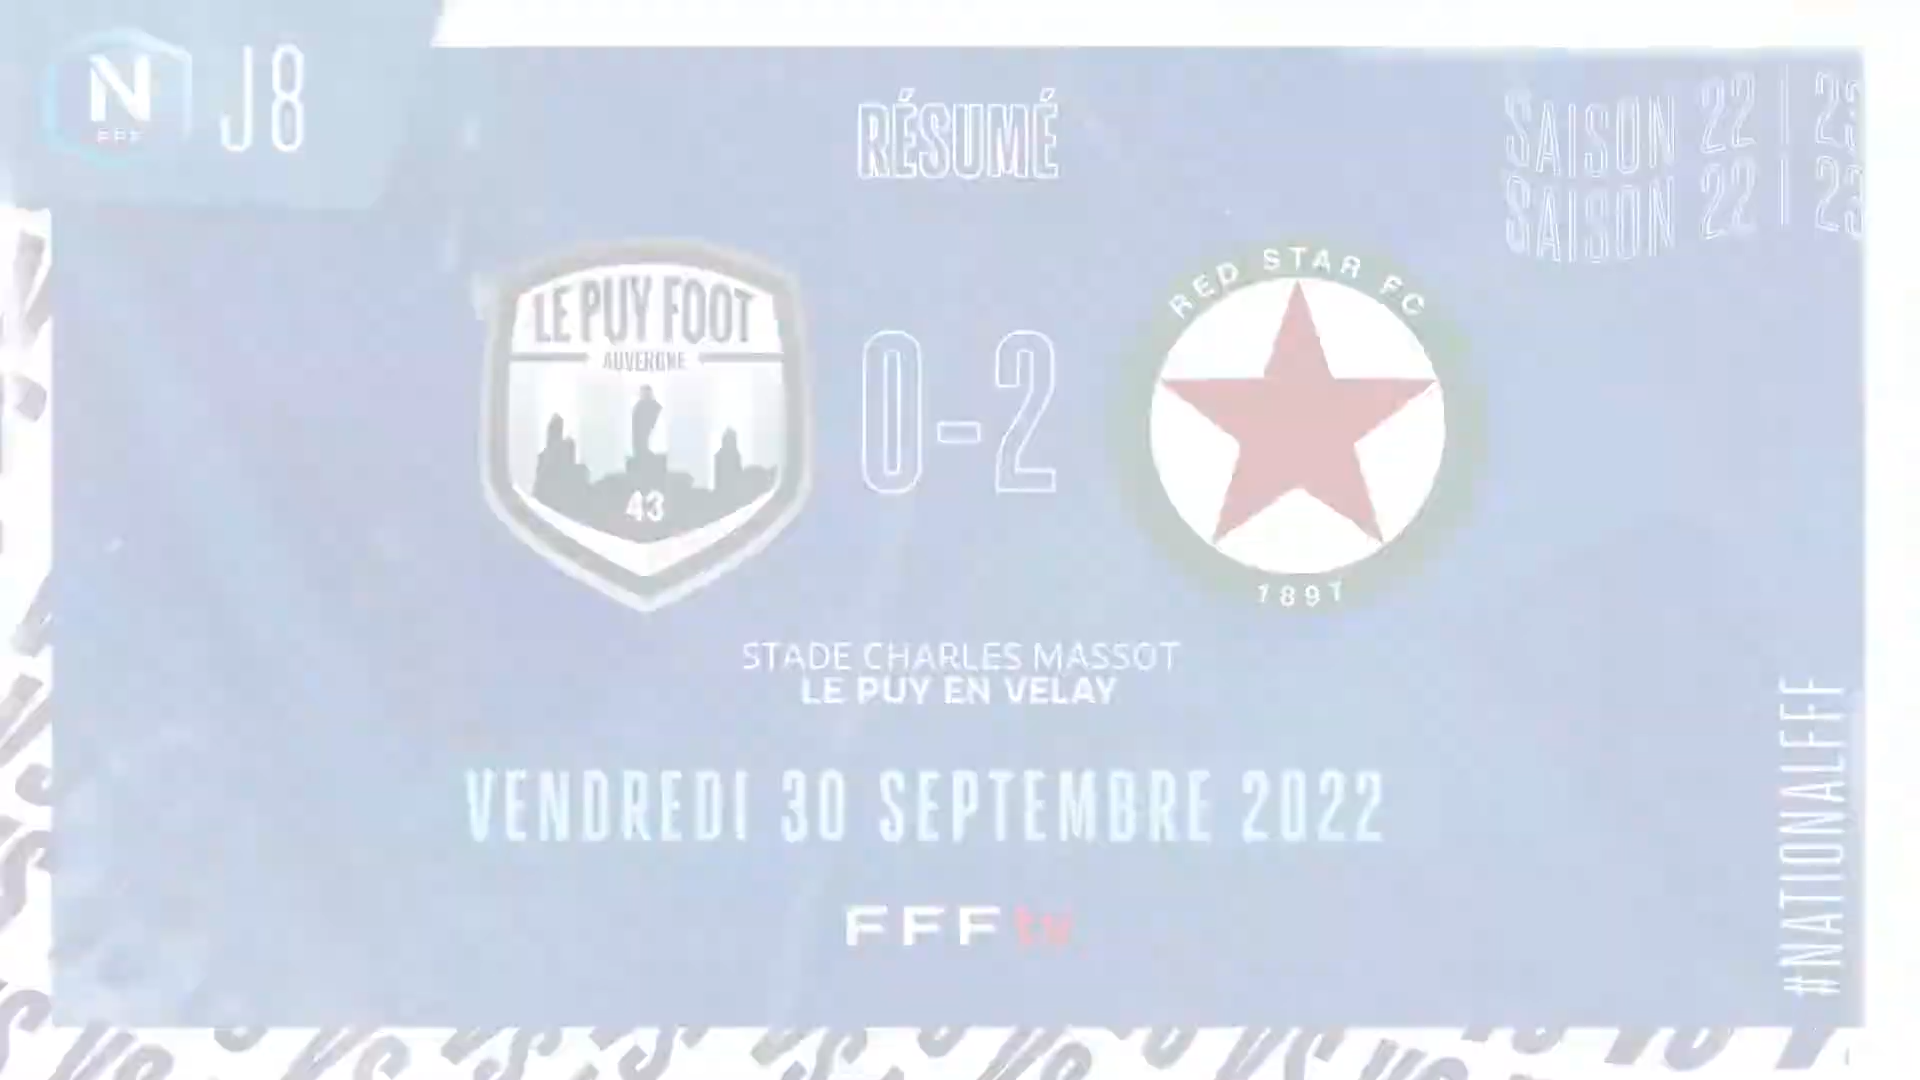 N
FFF
J8
RÉSUMÉ
SAISON 22 | 23
SAISON 22 | 23
LE PUY FOOT
AUVERGNE
43
0-2
RED STAR FC
1897
STADE CHARLES MASSOT
LE PUY EN VELAY
VENDREDI 30 SEPTEMBRE 2022
FFFtv
#NATIONALFFF